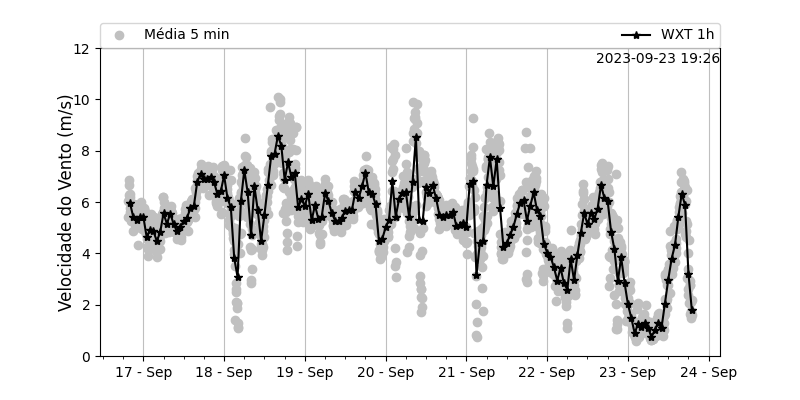 Média 5 min
WXT 1h
2023-09-23 19:26
Velocidade do Vento (m/s)
12
10
8
6
4
2
0
17 - Sep
18 - Sep
19 - Sep
20 - Sep
21 - Sep
22 - Sep
23 - Sep
24 - Sep